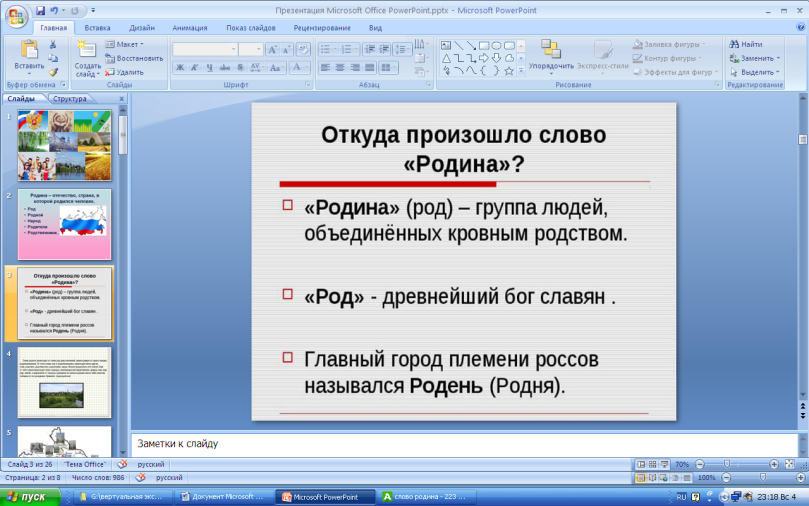 Презентация Microsoft Office PowerPoint.pptx - Microsoft PowerPoint
Главная Вставка Дизайн Анимация Показ слайдов Рецензирование Вид
Вставить
Создать слайд
Макет
Восстановить
Удалить
Упорядочить
Экспресс-стили
Заливка фигуры
Контур фигуры
Эффекты для фигур
Найти
Заменить
Выделить
Буфер обмена Слайды Шрифт Абзац Рисование Редактирование
Слайды Структура x
1
2
Родина – отечество, страна, в
которой родился человек.
Род
Родной
Народ
Родители
Родственники
3
Откуда произошло слово
«Родина»?
«Родина» (род) – группа людей,
объединённых кровным родством.
«Род» - древнейший бог славян.
Главный город племени россов
назывался Родень (Родня).
4
5
Откуда произошло слово
«Родина»?
«Родина» (род) – группа людей,
объединённых кровным родством.
«Род» - древнейший бог славян .
Главный город племени россов
назывался Родень (Родня).
Заметки к слайду
Слайд 3 из 26 "Тема Office" русский 70%
Страница: 2 из 8 Число слов: 986 русский 100%
пуск G:\вертуальная экс... Документ Microsoft ... Microsoft PowerPoint слово родина - 223 ... RU 23:18 Вс 4